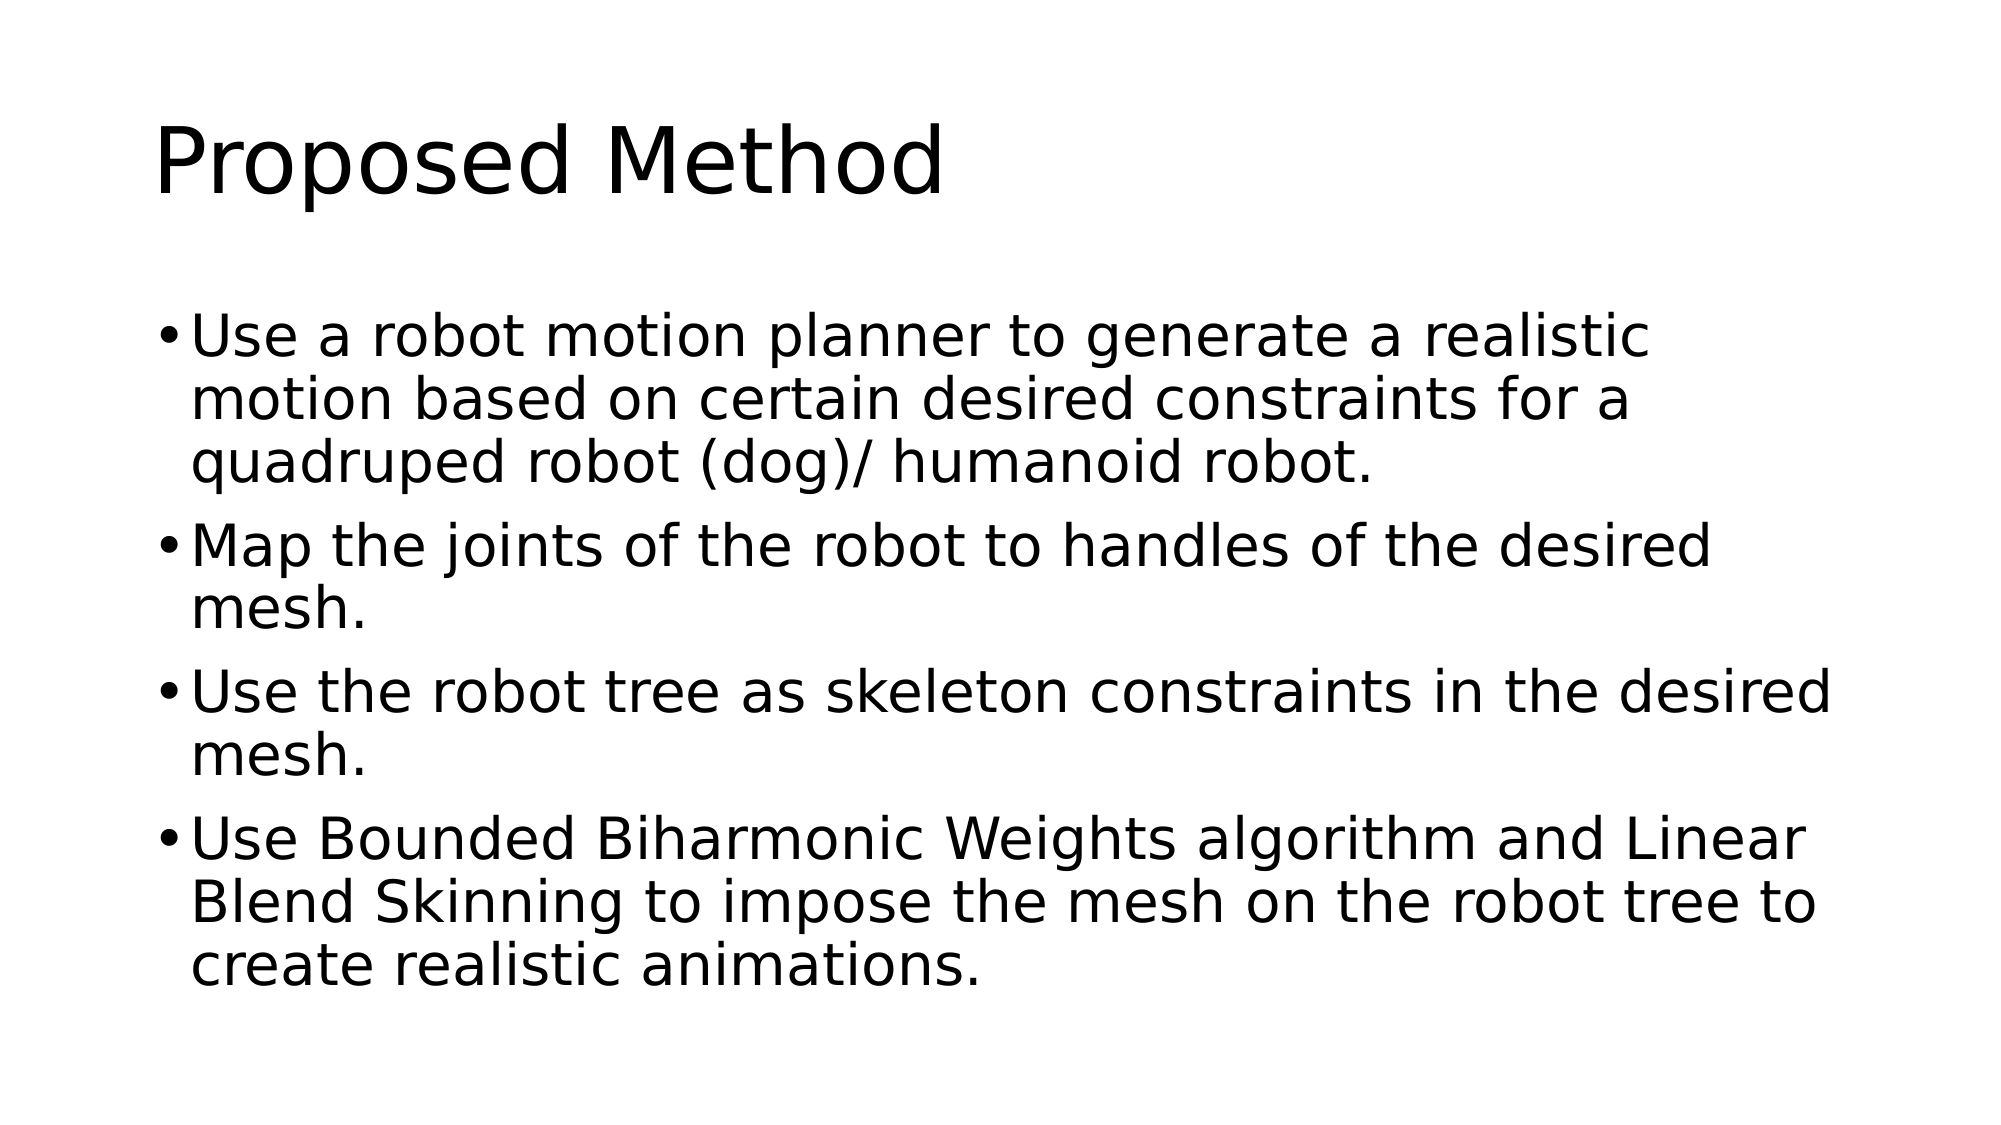 Proposed Method
•Use a robot motion planner to generate a realistic
motion based on certain desired constraints for a
quadruped robot (dog)/ humanoid robot.
•Map the joints of the robot to handles of the desired
mesh.
•Use the robot tree as skeleton constraints in the desired
mesh.
•Use Bounded Biharmonic Weights algorithm and Linear
Blend Skinning to impose the mesh on the robot tree to
create realistic animations.